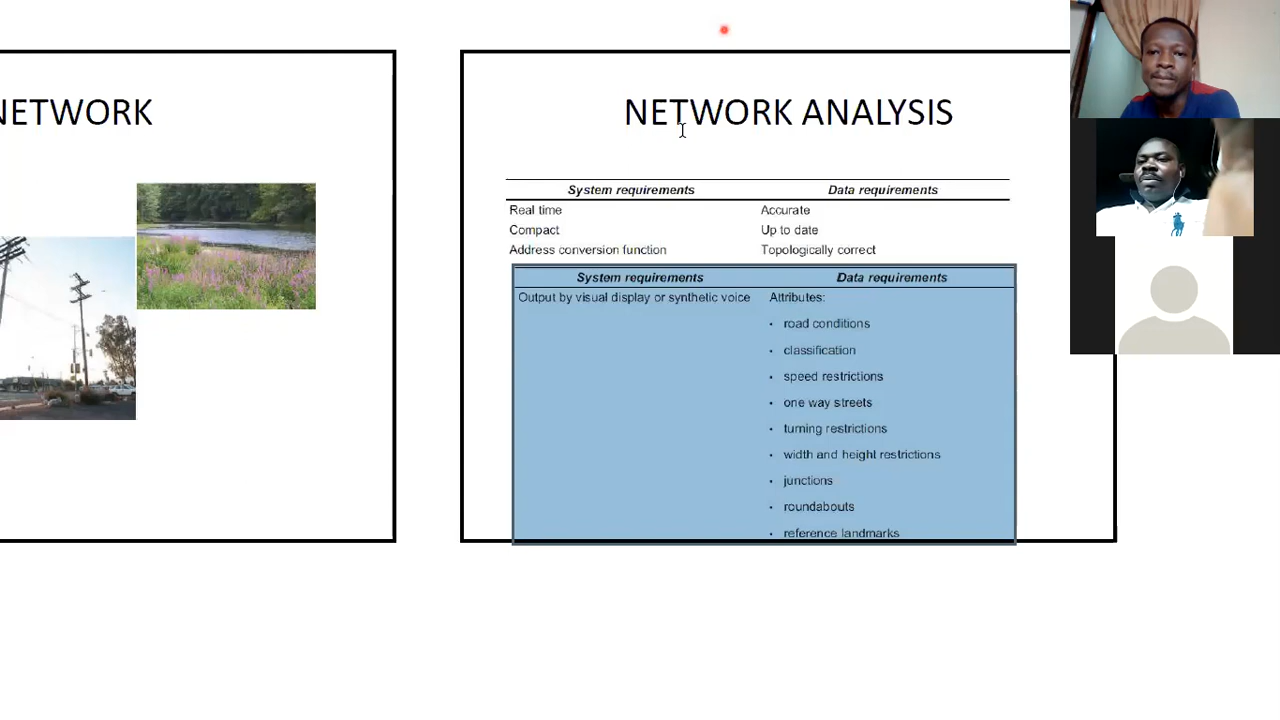 NETWORK
NETWORK ANALYSIS
System requirements Data requirements
Real time Accurate
Compact Up to date
Address conversion function Topologically correct
System requirements Data requirements
Output by visual display or synthetic voice Attributes:
• road conditions
• classification
• speed restrictions
• one way streets
• turning restrictions
• width and height restrictions
• junctions
• roundabouts
• reference landmarks